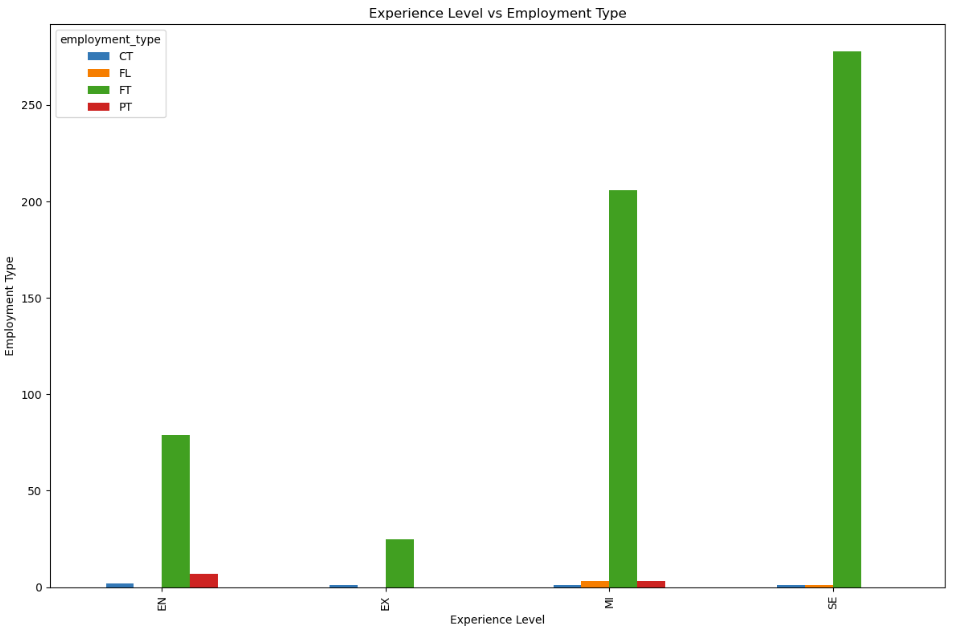 Experience Level vs Employment Type
employment_type
CT
FL
FT
PT
250
200
150
100
50
0
Employment Type
EN
EX
MI
SE
Experience Level